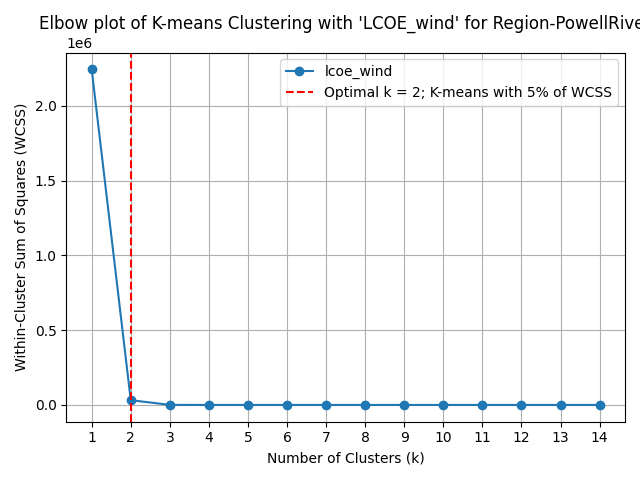 Elbow plot of K-means Clustering with 'LCOE_wind' for Region-PowellRive
1e6
lcoe_wind
Optimal k = 2; K-means with 5% of WCSS)
2.0
1.5
1.0
0.5
0.0
Within-Cluster Sum of Squares (WCSS)
1 2 3 4 5 6 7 8 9 10 11 12 13 14
Number of Clusters (k)